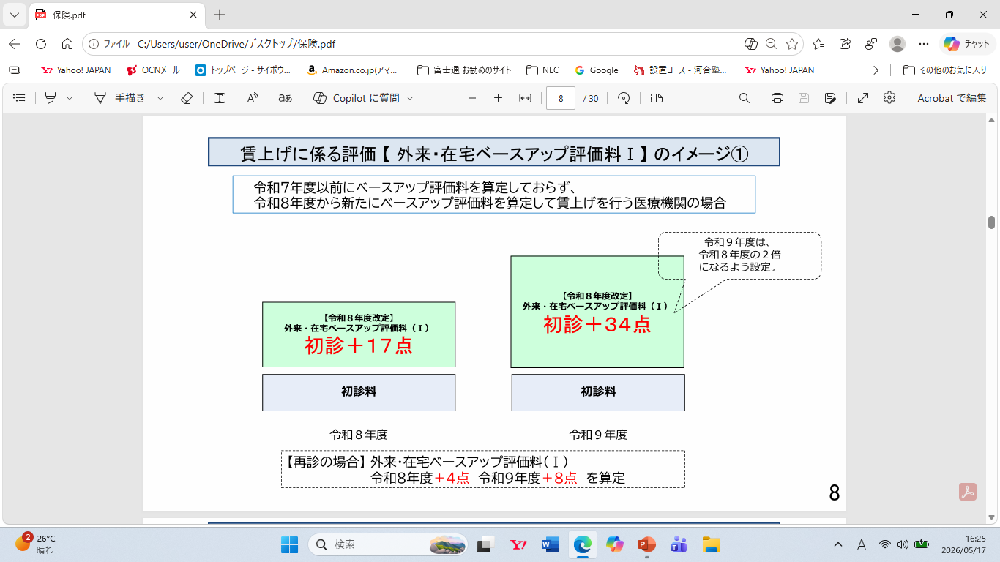 保険.pdf
ファイル C:/Users/user/OneDrive/デスクトップ/保険.pdf
チャット
Yahoo! JAPAN
OCNメール
トップページ - サイボウ...
Amazon.co.jp(アマ...
富士通 お勧めのサイト
NEC
Google
設置コース - 河合塾...
Yahoo! JAPAN
その他のお気に入り
手描き
aあ
Copilot に質問
8 / 30
Acrobat で編集
賃上げに係る評価【 外来・在宅ベースアップ評価料Ⅰ】のイメージ①
令和7年度以前にベースアップ評価料を算定しておらず、
令和8年度から新たにベースアップ評価料を算定して賃上げを行う医療機関の場合
令和９年度は、
令和８年度の２倍
になるよう設定。
【令和８年度改定】
外来・在宅ベースアップ評価料（Ⅰ）
初診＋17点
初診料
令和８年度
【令和８年度改定】
外来・在宅ベースアップ評価料（Ⅰ）
初診＋34点
初診料
令和９年度
【再診の場合】外来・在宅ベースアップ評価料(Ⅰ)
令和8年度＋4点 令和9年度＋8点 を算定
8
2
26°C
晴れ
検索
A
16:25
2026/05/17